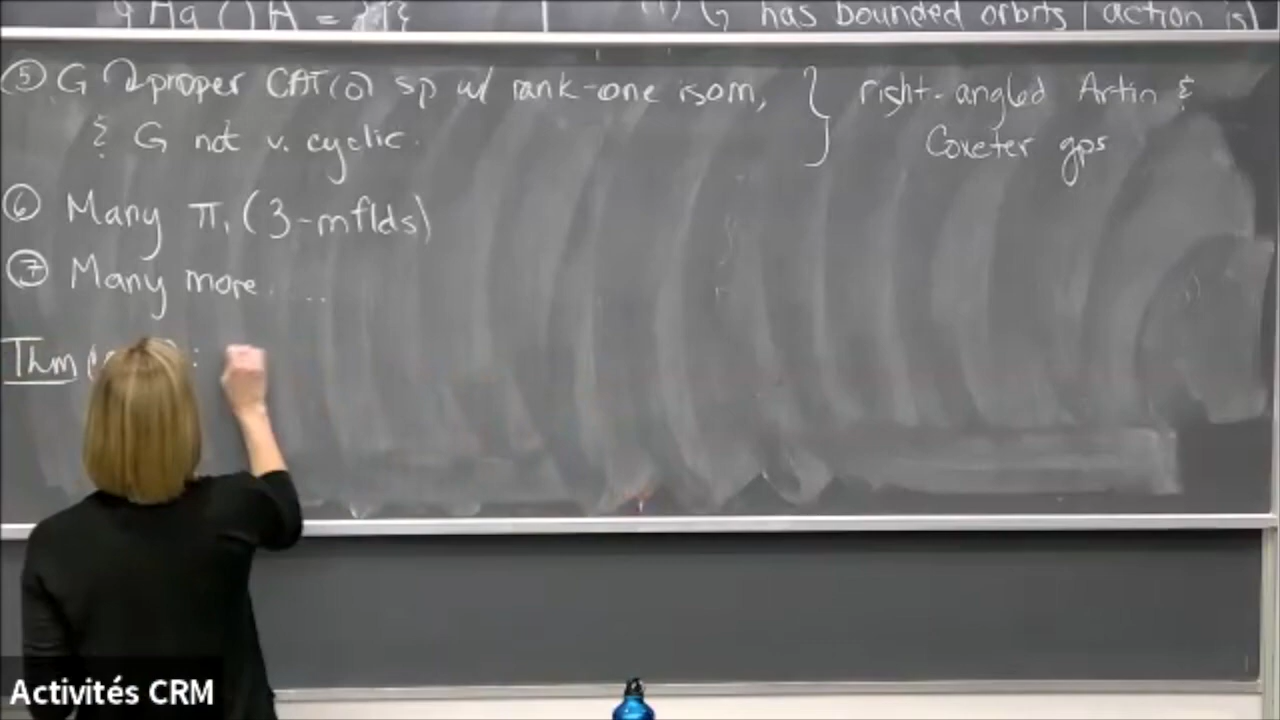 (1) G has bounded orbits / action is
⑤ G ↷ proper CAT(0) sp w/ rank-one isom, } right-angled Artin &
& G not v. cyclic. Coxeter gps
⑥ Many π₁(3-mflds)
⑦ Many more ....
Thm
Activités CRM